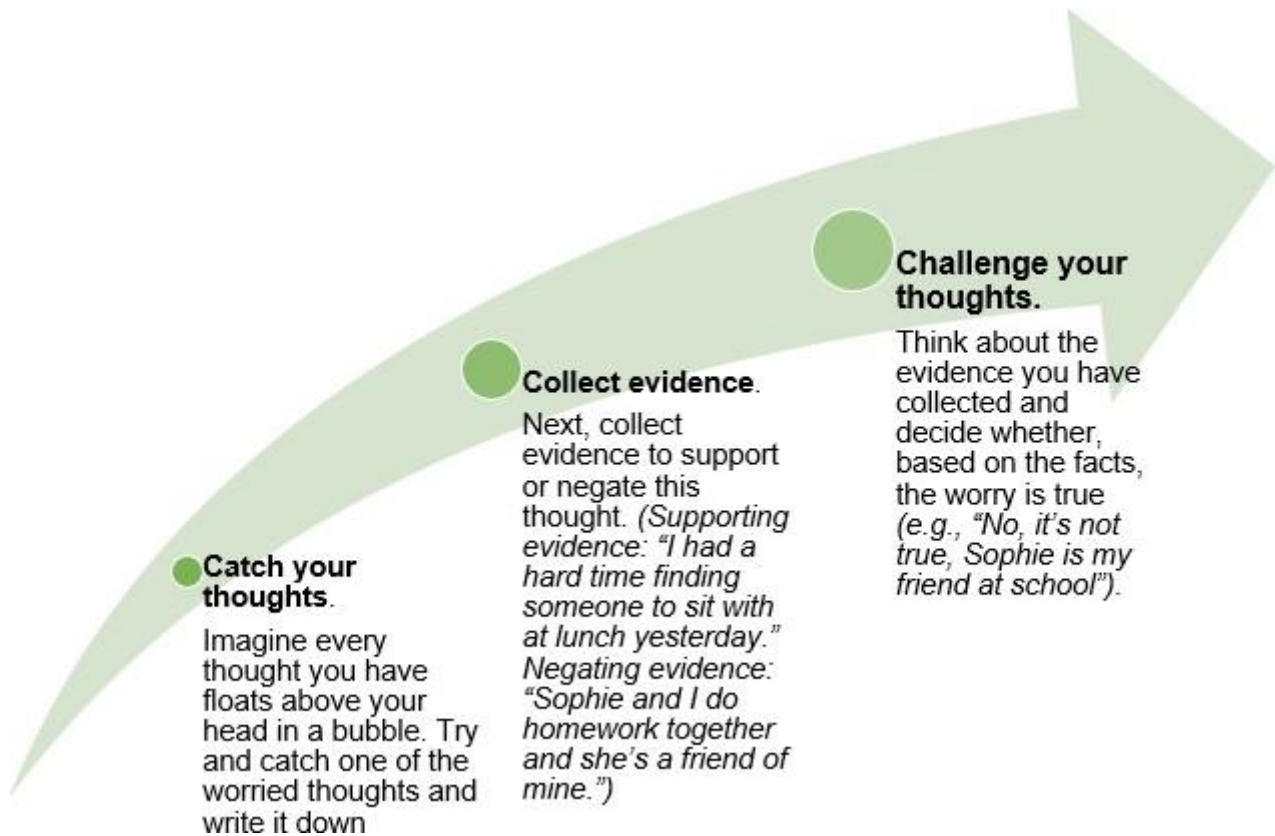 Catch your
thoughts.
Imagine every
thought you have
floats above your
head in a bubble. Try
and catch one of the
worried thoughts and
write it down
Collect evidence.
Next, collect
evidence to support
or negate this
thought. (Supporting
evidence: “I had a
hard time finding
someone to sit with
at lunch yesterday.”
Negating evidence:
“Sophie and I do
homework together
and she’s a friend of
mine.”)
Challenge your
thoughts.
Think about the
evidence you have
collected and
decide whether,
based on the facts,
the worry is true
(e.g., “No, it’s not
true, Sophie is my
friend at school”).